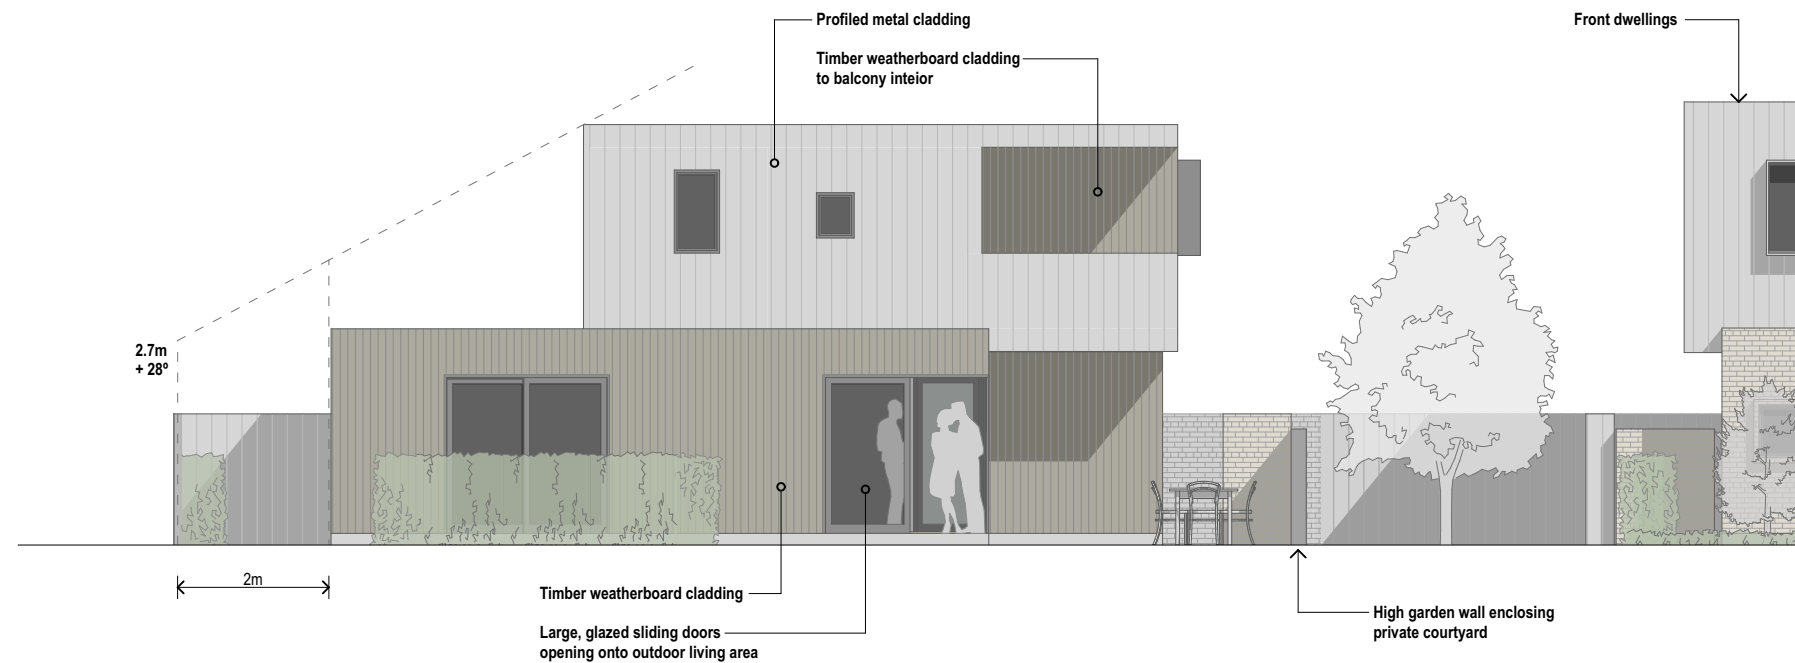 Profiled metal cladding
Front dwellings
Timber weatherboard cladding
to balcony inteior
2.7m
+ 28º
2m
Timber weatherboard cladding
Large, glazed sliding doors
opening onto outdoor living area
High garden wall enclosing
private courtyard